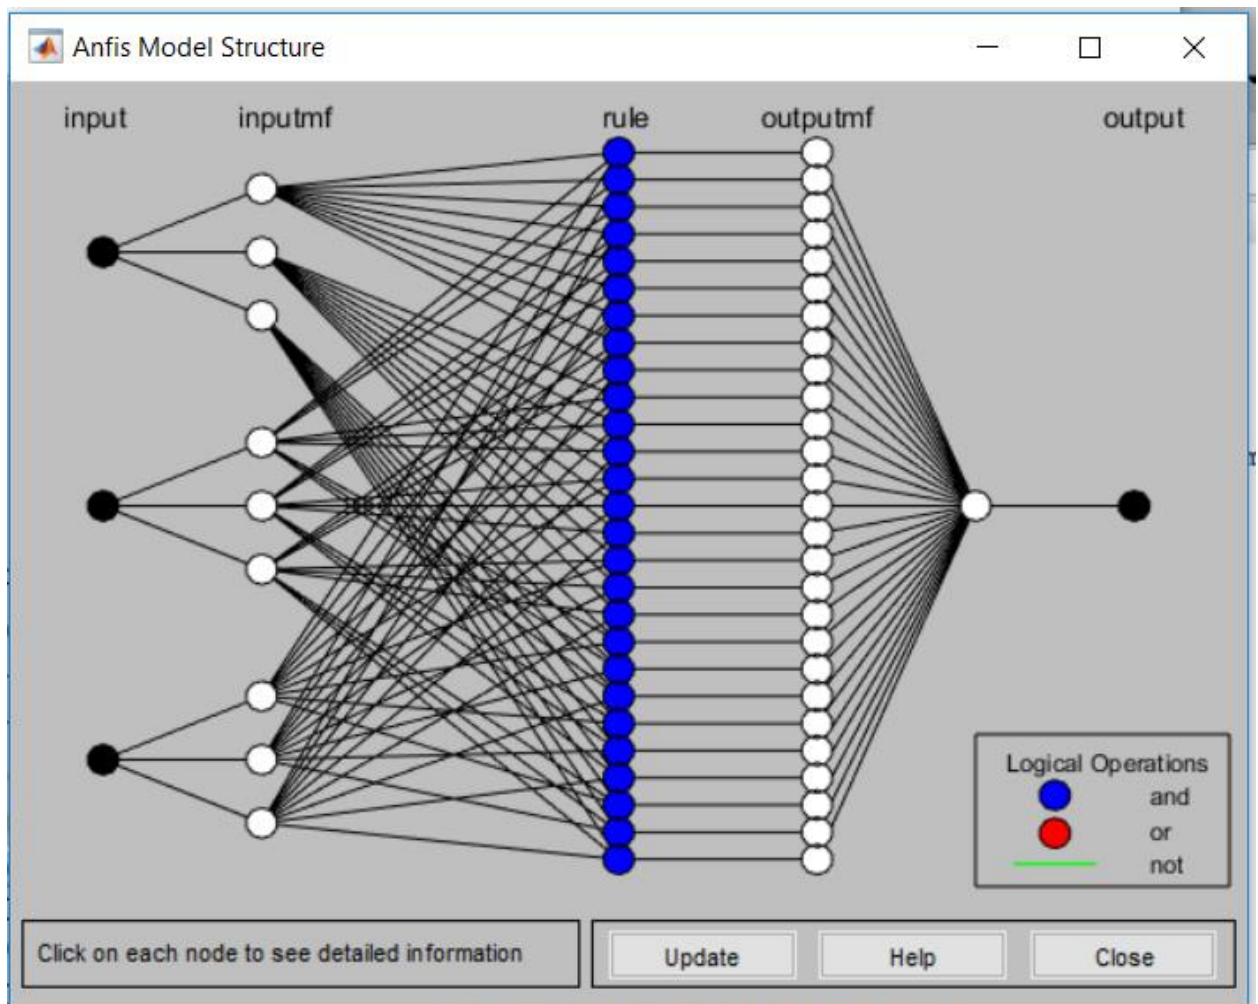 Anfis Model Structure
input inputmf rule outputmf output
Logical Operations
and
or
not
Click on each node to see detailed information
Update Help Close